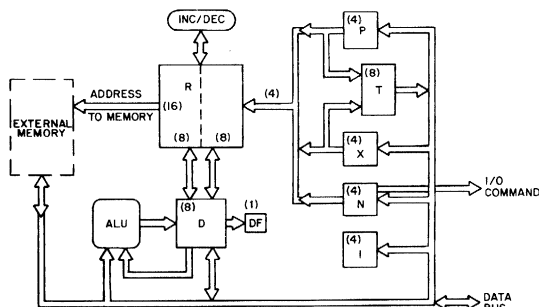 INC/DEC
(4)
P
R
(4)
(8)
T
ADDRESS
(16)
TO MEMORY
EXTERNAL
MEMORY
(8)
(8)
(4)
X
(4)
N
I/O
COMMAND
(8)
D
(1)
DF
ALU
(4)
I
DATA
BUS